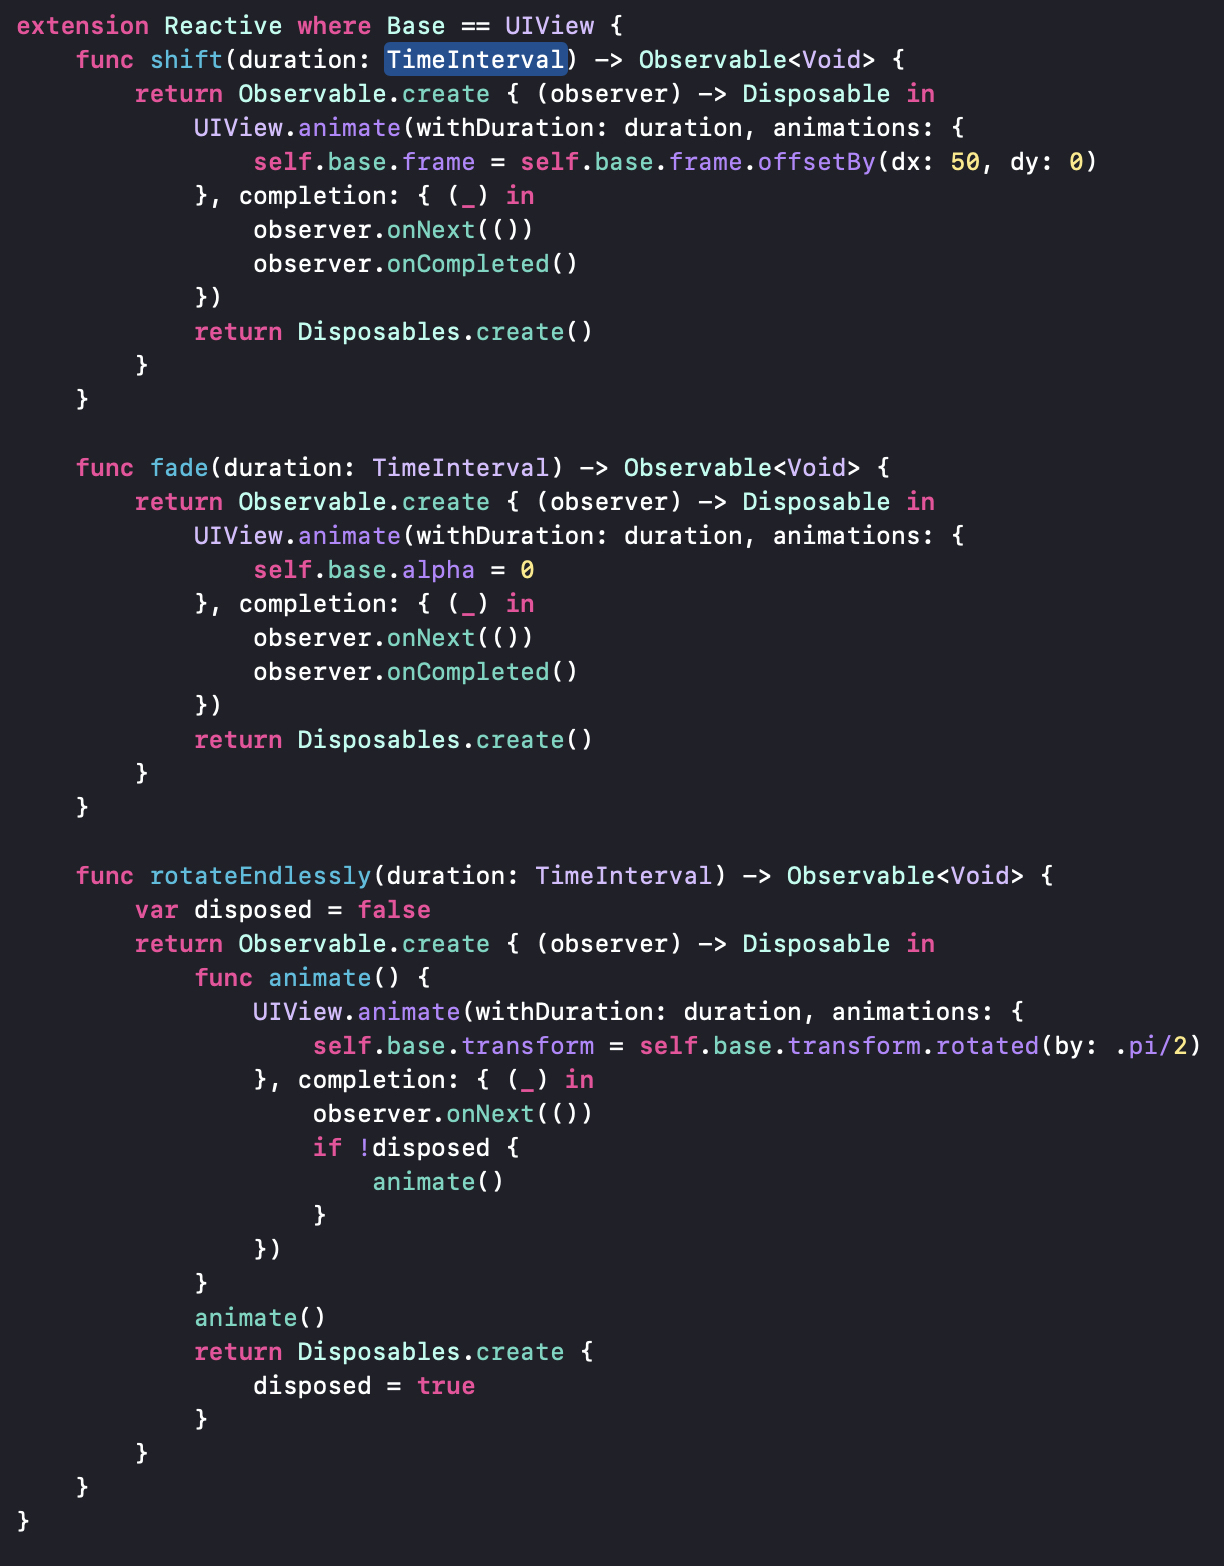 extension Reactive where Base == UIView {
    func shift(duration: TimeInterval) -> Observable<Void> {
        return Observable.create { (observer) -> Disposable in
            UIView.animate(withDuration: duration, animations: {
                self.base.frame = self.base.frame.offsetBy(dx: 50, dy: 0)
            }, completion: { (_) in
                observer.onNext(())
                observer.onCompleted()
            })
            return Disposables.create()
        }
    }

    func fade(duration: TimeInterval) -> Observable<Void> {
        return Observable.create { (observer) -> Disposable in
            UIView.animate(withDuration: duration, animations: {
                self.base.alpha = 0
            }, completion: { (_) in
                observer.onNext(())
                observer.onCompleted()
            })
            return Disposables.create()
        }
    }

    func rotateEndlessly(duration: TimeInterval) -> Observable<Void> {
        var disposed = false
        return Observable.create { (observer) -> Disposable in
            func animate() {
                UIView.animate(withDuration: duration, animations: {
                    self.base.transform = self.base.transform.rotated(by: .pi/2)
                }, completion: { (_) in
                    observer.onNext(())
                    if !disposed {
                        animate()
                    }
                })
            }
            animate()
            return Disposables.create {
                disposed = true
            }
        }
    }
}